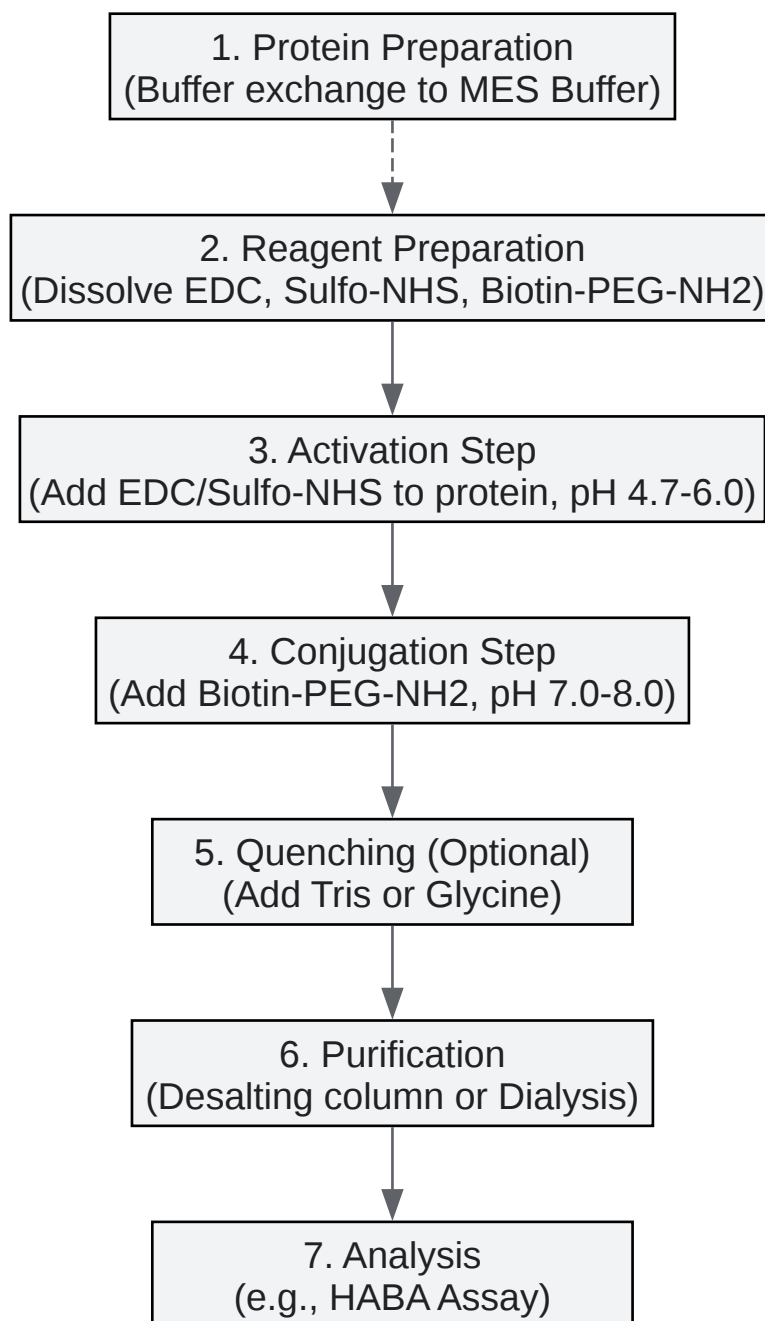 1. Protein Preparation
(Buffer exchange to MES Buffer)
2. Reagent Preparation
(Dissolve EDC, Sulfo-NHS, Biotin-PEG-NH2)
3. Activation Step
(Add EDC/Sulfo-NHS to protein, pH 4.7-6.0)
4. Conjugation Step
(Add Biotin-PEG-NH2, pH 7.0-8.0)
5. Quenching (Optional)
(Add Tris or Glycine)
6. Purification
(Desalting column or Dialysis)
7. Analysis
(e.g., HABA Assay)